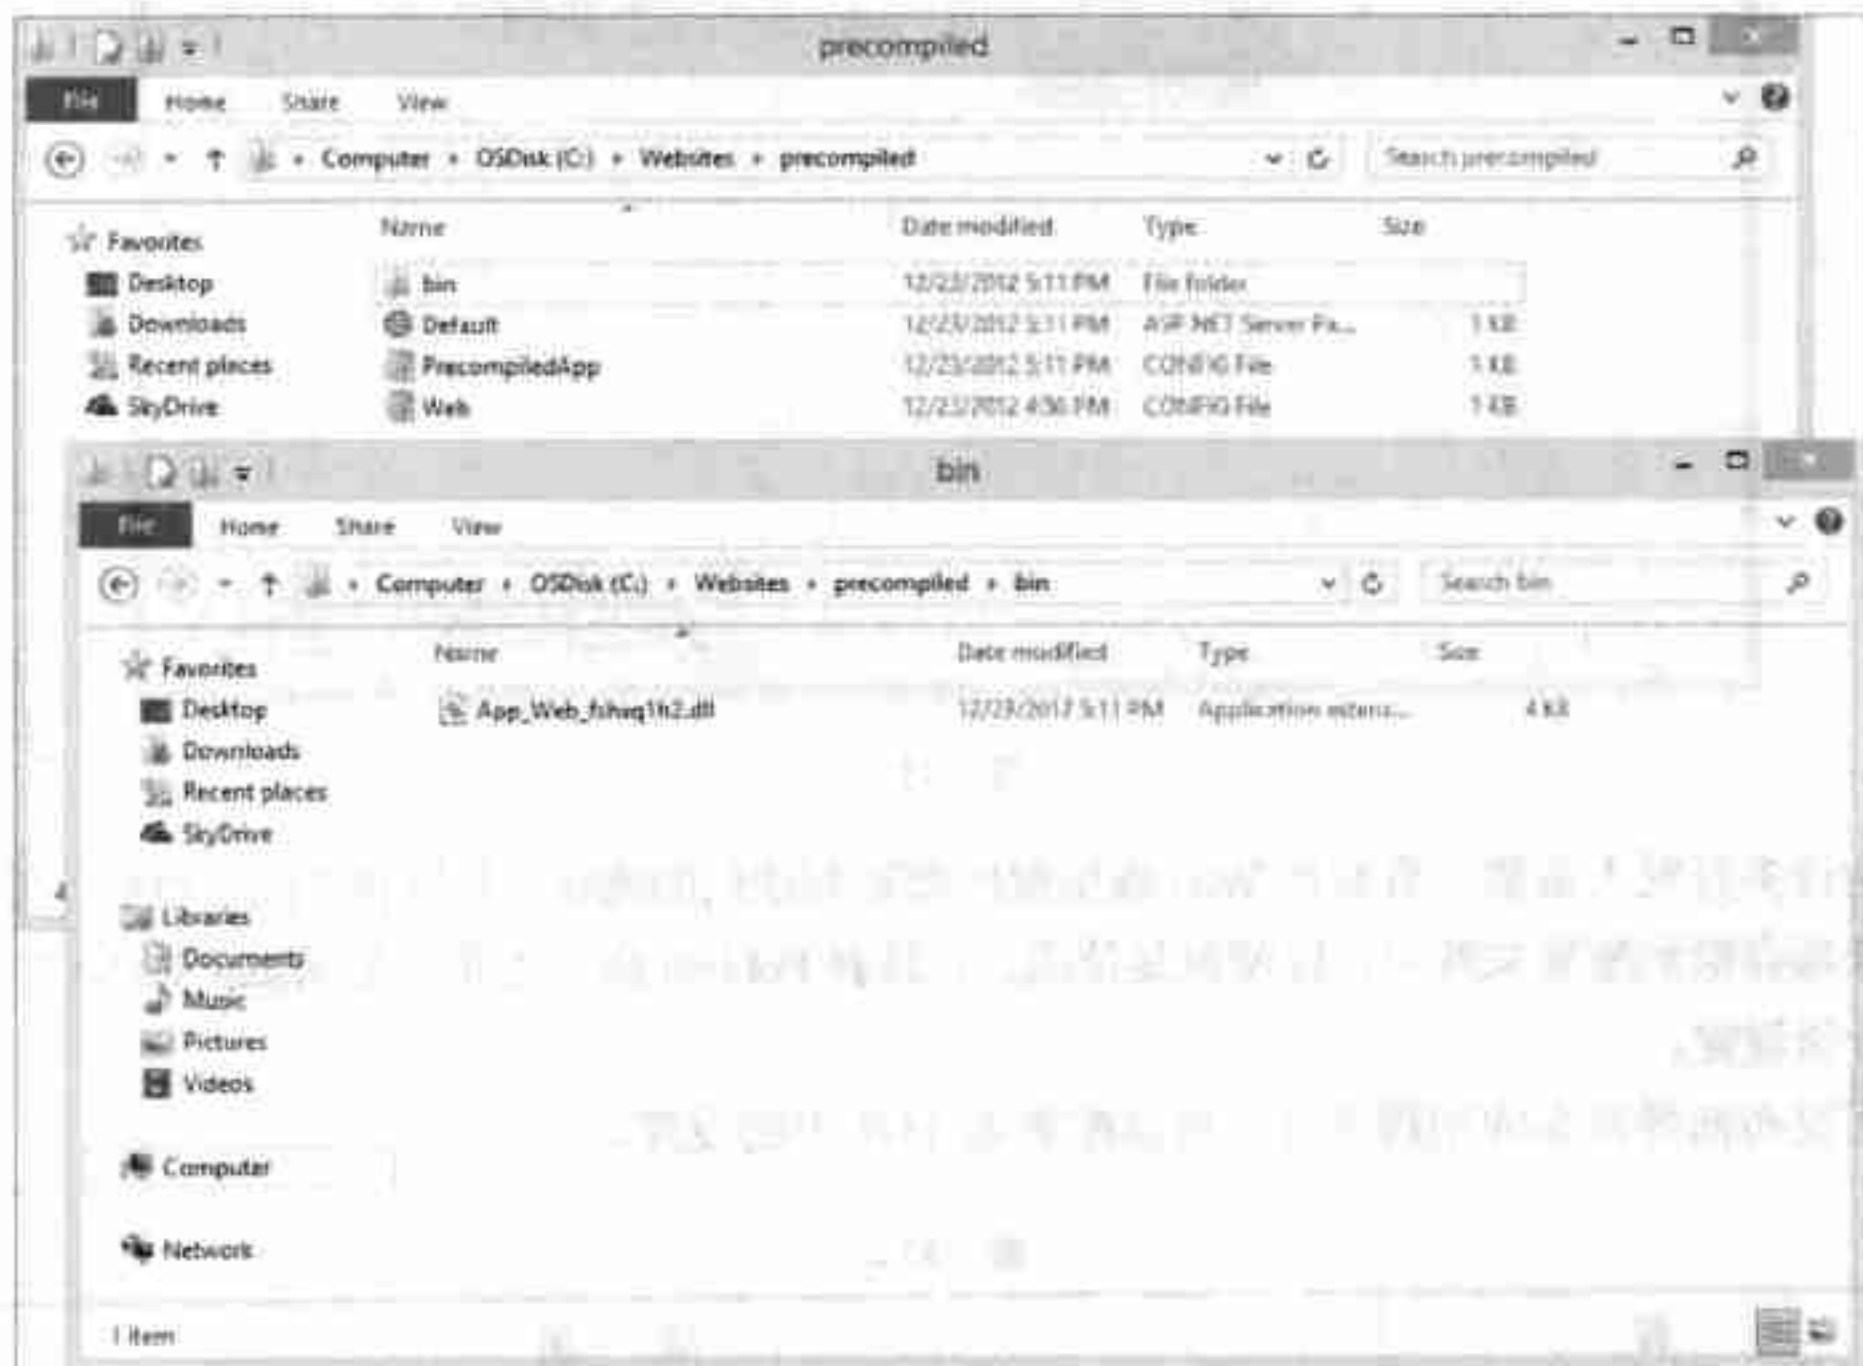 precompiled
File Home Share View
Computer OSDisk (C:) Websites precompiled
Search precompiled
Name Date modified Type Size
Favorites
Desktop
Downloads
Recent places
SkyDrive
bin 12/23/2012 5:11 PM File folder
Default 12/23/2012 5:11 PM ASP.NET Server Pa... 1 KB
PrecompiledApp 12/23/2012 5:11 PM CONFIG File 1 KB
Web 12/23/2012 4:36 PM CONFIG File 1 KB
bin
File Home Share View
Computer OSDisk (C:) Websites precompiled bin
Search bin
Name Date modified Type Size
Favorites
Desktop
Downloads
Recent places
SkyDrive
App_Web_fshxq1h2.dll 12/23/2012 5:11 PM Application extens... 4 KB
Libraries
Documents
Music
Pictures
Videos
Computer
Network
1 item